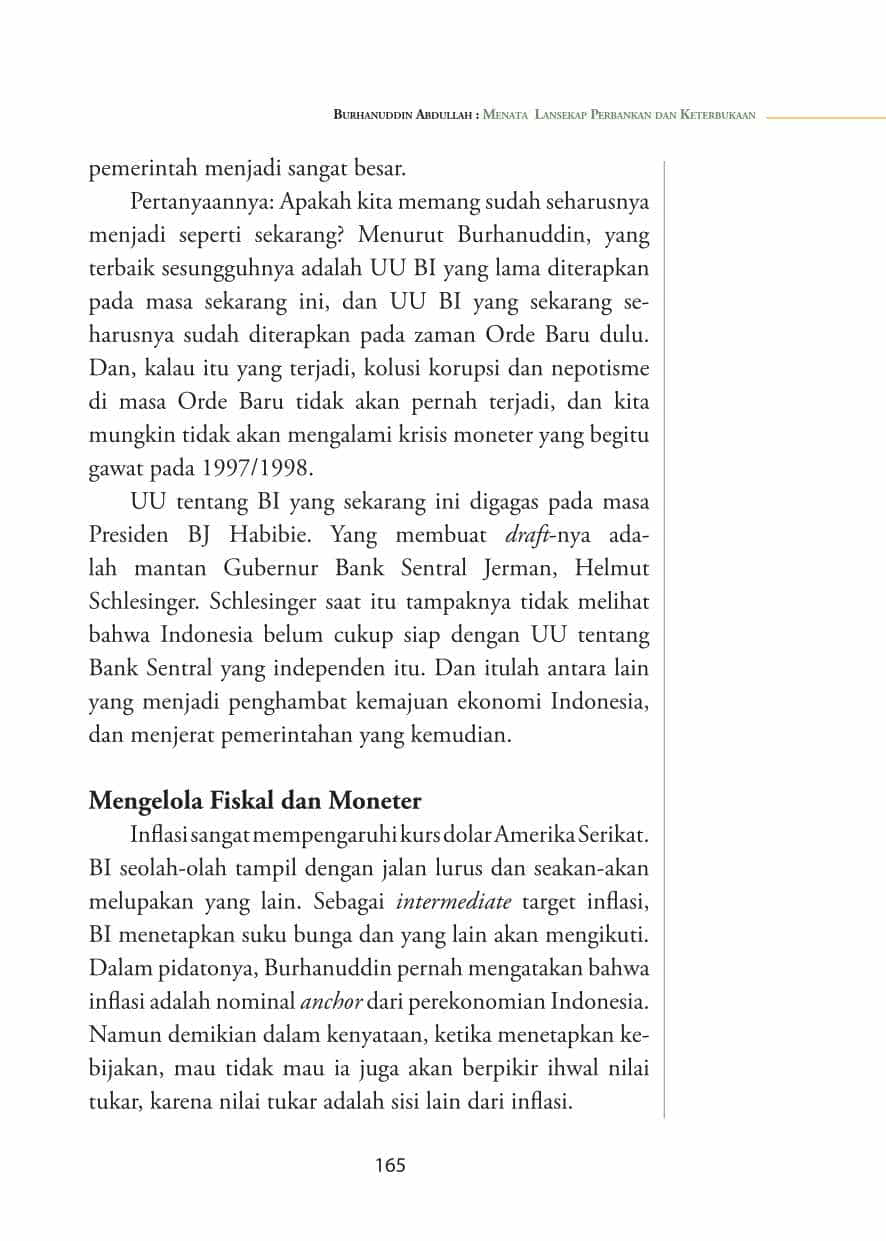 Burhanuddin Abdullah : Menata Lansekap Perbankan dan Keterbukaan
pemerintah menjadi sangat besar.
Pertanyaannya: Apakah kita memang sudah seharusnya
menjadi seperti sekarang? Menurut Burhanuddin, yang
terbaik sesungguhnya adalah UU BI yang lama diterapkan
pada masa sekarang ini, dan UU BI yang sekarang se-
harusnya sudah diterapkan pada zaman Orde Baru dulu.
Dan, kalau itu yang terjadi, kolusi korupsi dan nepotisme
di masa Orde Baru tidak akan pernah terjadi, dan kita
mungkin tidak akan mengalami krisis moneter yang begitu
gawat pada 1997/1998.
UU tentang BI yang sekarang ini digagas pada masa
Presiden BJ Habibie. Yang membuat draft-nya ada-
lah mantan Gubernur Bank Sentral Jerman, Helmut
Schlesinger. Schlesinger saat itu tampaknya tidak melihat
bahwa Indonesia belum cukup siap dengan UU tentang
Bank Sentral yang independen itu. Dan itulah antara lain
yang menjadi penghambat kemajuan ekonomi Indonesia,
dan menjerat pemerintahan yang kemudian.
Mengelola Fiskal dan Moneter
Inflasi sangat mempengaruhi kurs dolar Amerika Serikat.
BI seolah-olah tampil dengan jalan lurus dan seakan-akan
melupakan yang lain. Sebagai intermediate target inflasi,
BI menetapkan suku bunga dan yang lain akan mengikuti.
Dalam pidatonya, Burhanuddin pernah mengatakan bahwa
inflasi adalah nominal anchor dari perekonomian Indonesia.
Namun demikian dalam kenyataan, ketika menetapkan ke-
bijakan, mau tidak mau ia juga akan berpikir ihwal nilai
tukar, karena nilai tukar adalah sisi lain dari inflasi.
165